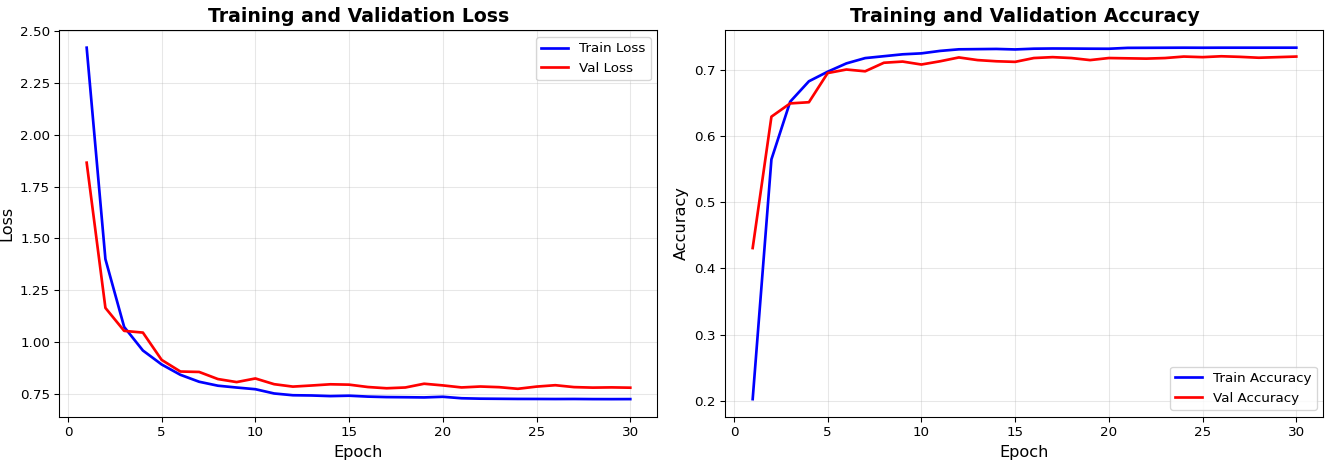 Training and Validation Loss
2.50
2.25
2.00
1.75
1.50
1.25
1.00
0.75
Loss
0 5 10 15 20 25 30
Epoch
Train Loss
Val Loss
Training and Validation Accuracy
0.7
0.6
0.5
0.4
0.3
0.2
Accuracy
0 5 10 15 20 25 30
Epoch
Train Accuracy
Val Accuracy